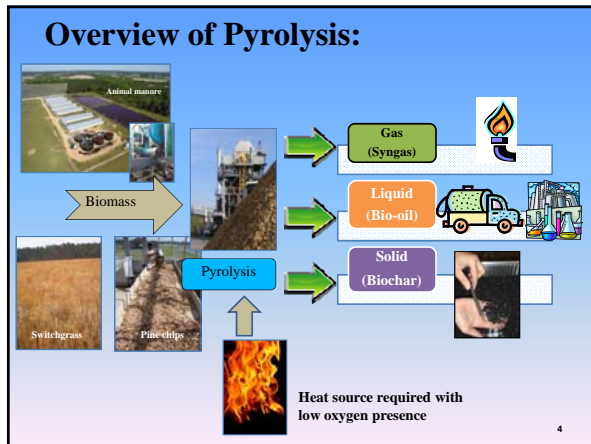 Overview of Pyrolysis:
Animal manure
Biomass
Switchgrass
Pine chips
Pyrolysis
Gas
(Syngas)
Liquid
(Bio-oil)
Solid
(Biochar)
Heat source required with
low oxygen presence
4